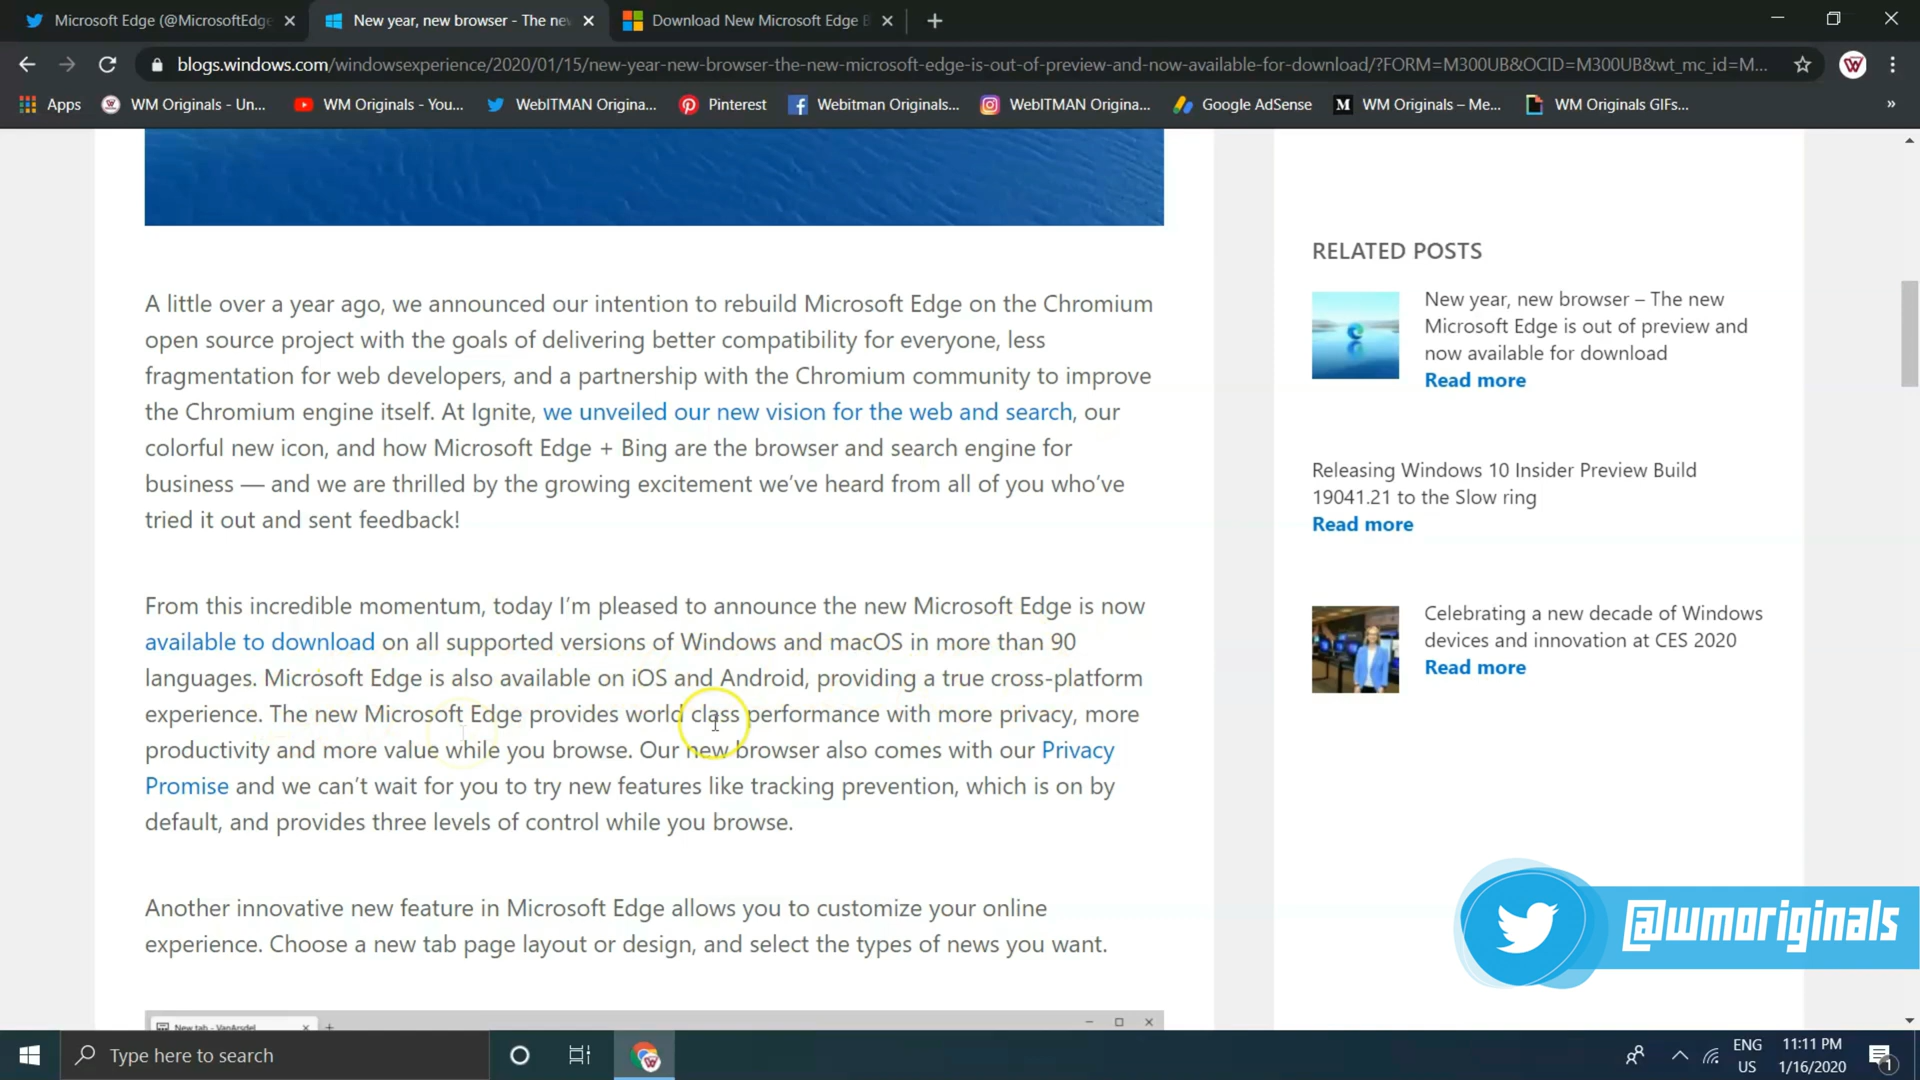 Microsoft Edge (@MicrosoftEdge
New year, new browser - The ne
Download New Microsoft Edge B
blogs.windows.com/windowsexperience/2020/01/15/new-year-new-browser-the-new-microsoft-edge-is-out-of-preview-and-now-available-for-download/?FORM=M300UB&OCID=M300UB&wt_mc_id=M...
Apps
WM Originals - Un...
WM Originals - You...
WebITMAN Origina...
Pinterest
Webitman Originals...
WebITMAN Origina...
Google AdSense
WM Originals – Me...
WM Originals GIFs...
»
A little over a year ago, we announced our intention to rebuild Microsoft Edge on the Chromium
open source project with the goals of delivering better compatibility for everyone, less
fragmentation for web developers, and a partnership with the Chromium community to improve
the Chromium engine itself. At Ignite, we unveiled our new vision for the web and search, our
colorful new icon, and how Microsoft Edge + Bing are the browser and search engine for
business — and we are thrilled by the growing excitement we’ve heard from all of you who’ve
tried it out and sent feedback!
From this incredible momentum, today I’m pleased to announce the new Microsoft Edge is now
available to download on all supported versions of Windows and macOS in more than 90
languages. Microsoft Edge is also available on iOS and Android, providing a true cross-platform
experience. The new Microsoft Edge provides world class performance with more privacy, more
productivity and more value while you browse. Our new browser also comes with our Privacy
Promise and we can’t wait for you to try new features like tracking prevention, which is on by
default, and provides three levels of control while you browse.
Another innovative new feature in Microsoft Edge allows you to customize your online
experience. Choose a new tab page layout or design, and select the types of news you want.
New tab - VanArsdel
RELATED POSTS
New year, new browser – The new
Microsoft Edge is out of preview and
now available for download
Read more
Releasing Windows 10 Insider Preview Build
19041.21 to the Slow ring
Read more
Celebrating a new decade of Windows
devices and innovation at CES 2020
Read more
@wmoriginals
Type here to search
ENG
US
11:11 PM
1/16/2020
1